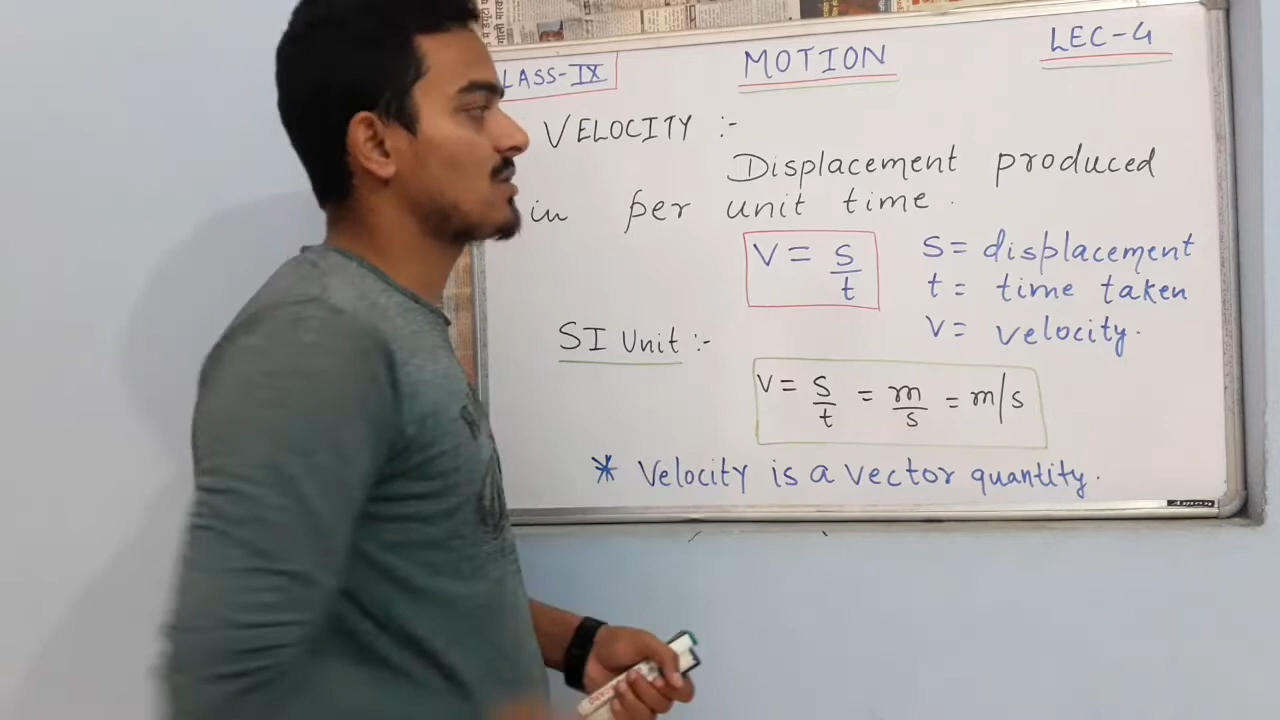 LASS-IX
MOTION
LEC-4
VELOCITY :-
Displacement produced
in per unit time.
V = S/t
S = displacement
t = time taken
V = velocity.
SI Unit :-
V = S/t = m/s = m/s
* Velocity is a vector quantity.